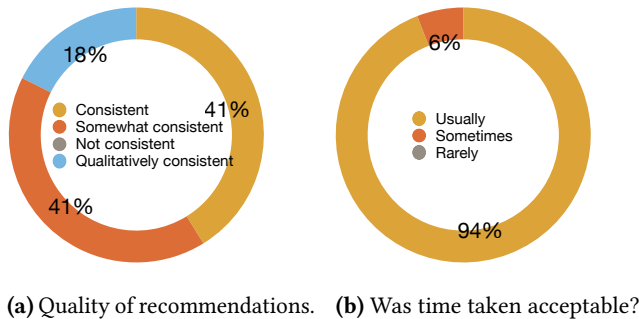 18%
41%
Consistent
Somewhat consistent
Not consistent
Qualitatively consistent
41%
(a) Quality of recommendations.
6%
Usually
Sometimes
Rarely
94%
(b) Was time taken acceptable?